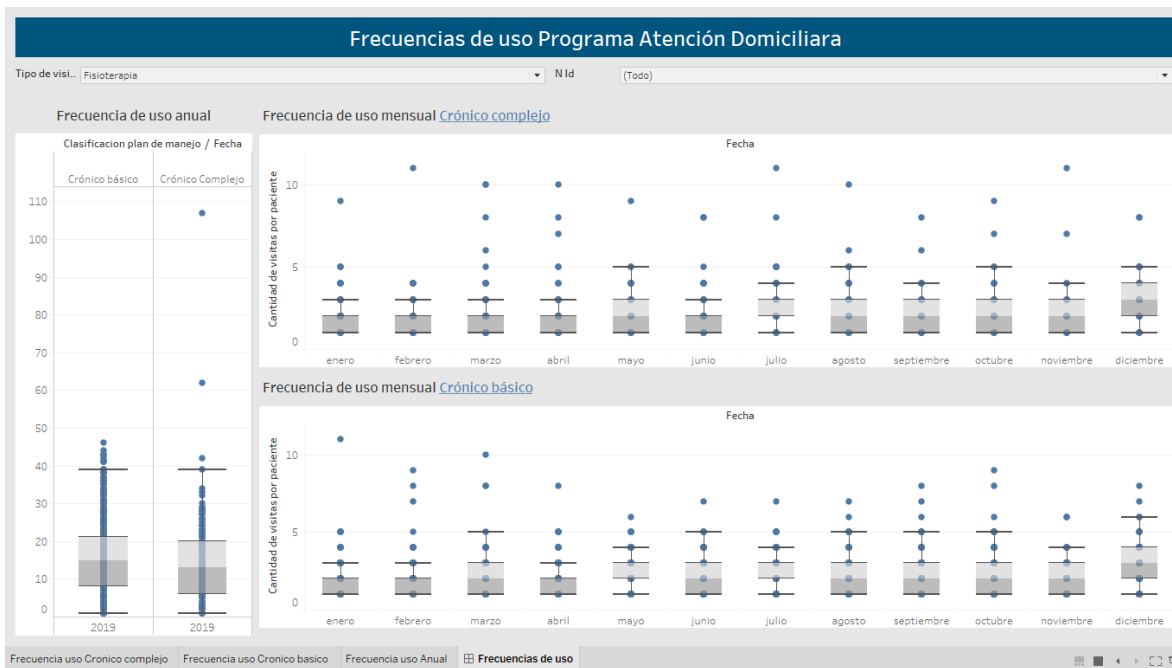 Frecuencias de uso Programa Atención Domiciliara
Tipo de visi.. Fisioterapia N Id (Todo)
Frecuencia de uso anual
Clasificacion plan de manejo / Fecha
Crónico básico Crónico Complejo
110
100
90
80
70
60
50
40
30
20
10
0
2019 2019
Frecuencia de uso mensual Crónico complejo
Fecha
Cantidad de visitas por paciente
10
5
0
enero febrero marzo abril mayo junio julio agosto septiembre octubre noviembre diciembre
Frecuencia de uso mensual Crónico básico
Fecha
Cantidad de visitas por paciente
10
5
0
enero febrero marzo abril mayo junio julio agosto septiembre octubre noviembre diciembre
Frecuencia uso Cronico complejo Frecuencia uso Cronico basico Frecuencia uso Anual Frecuencias de uso